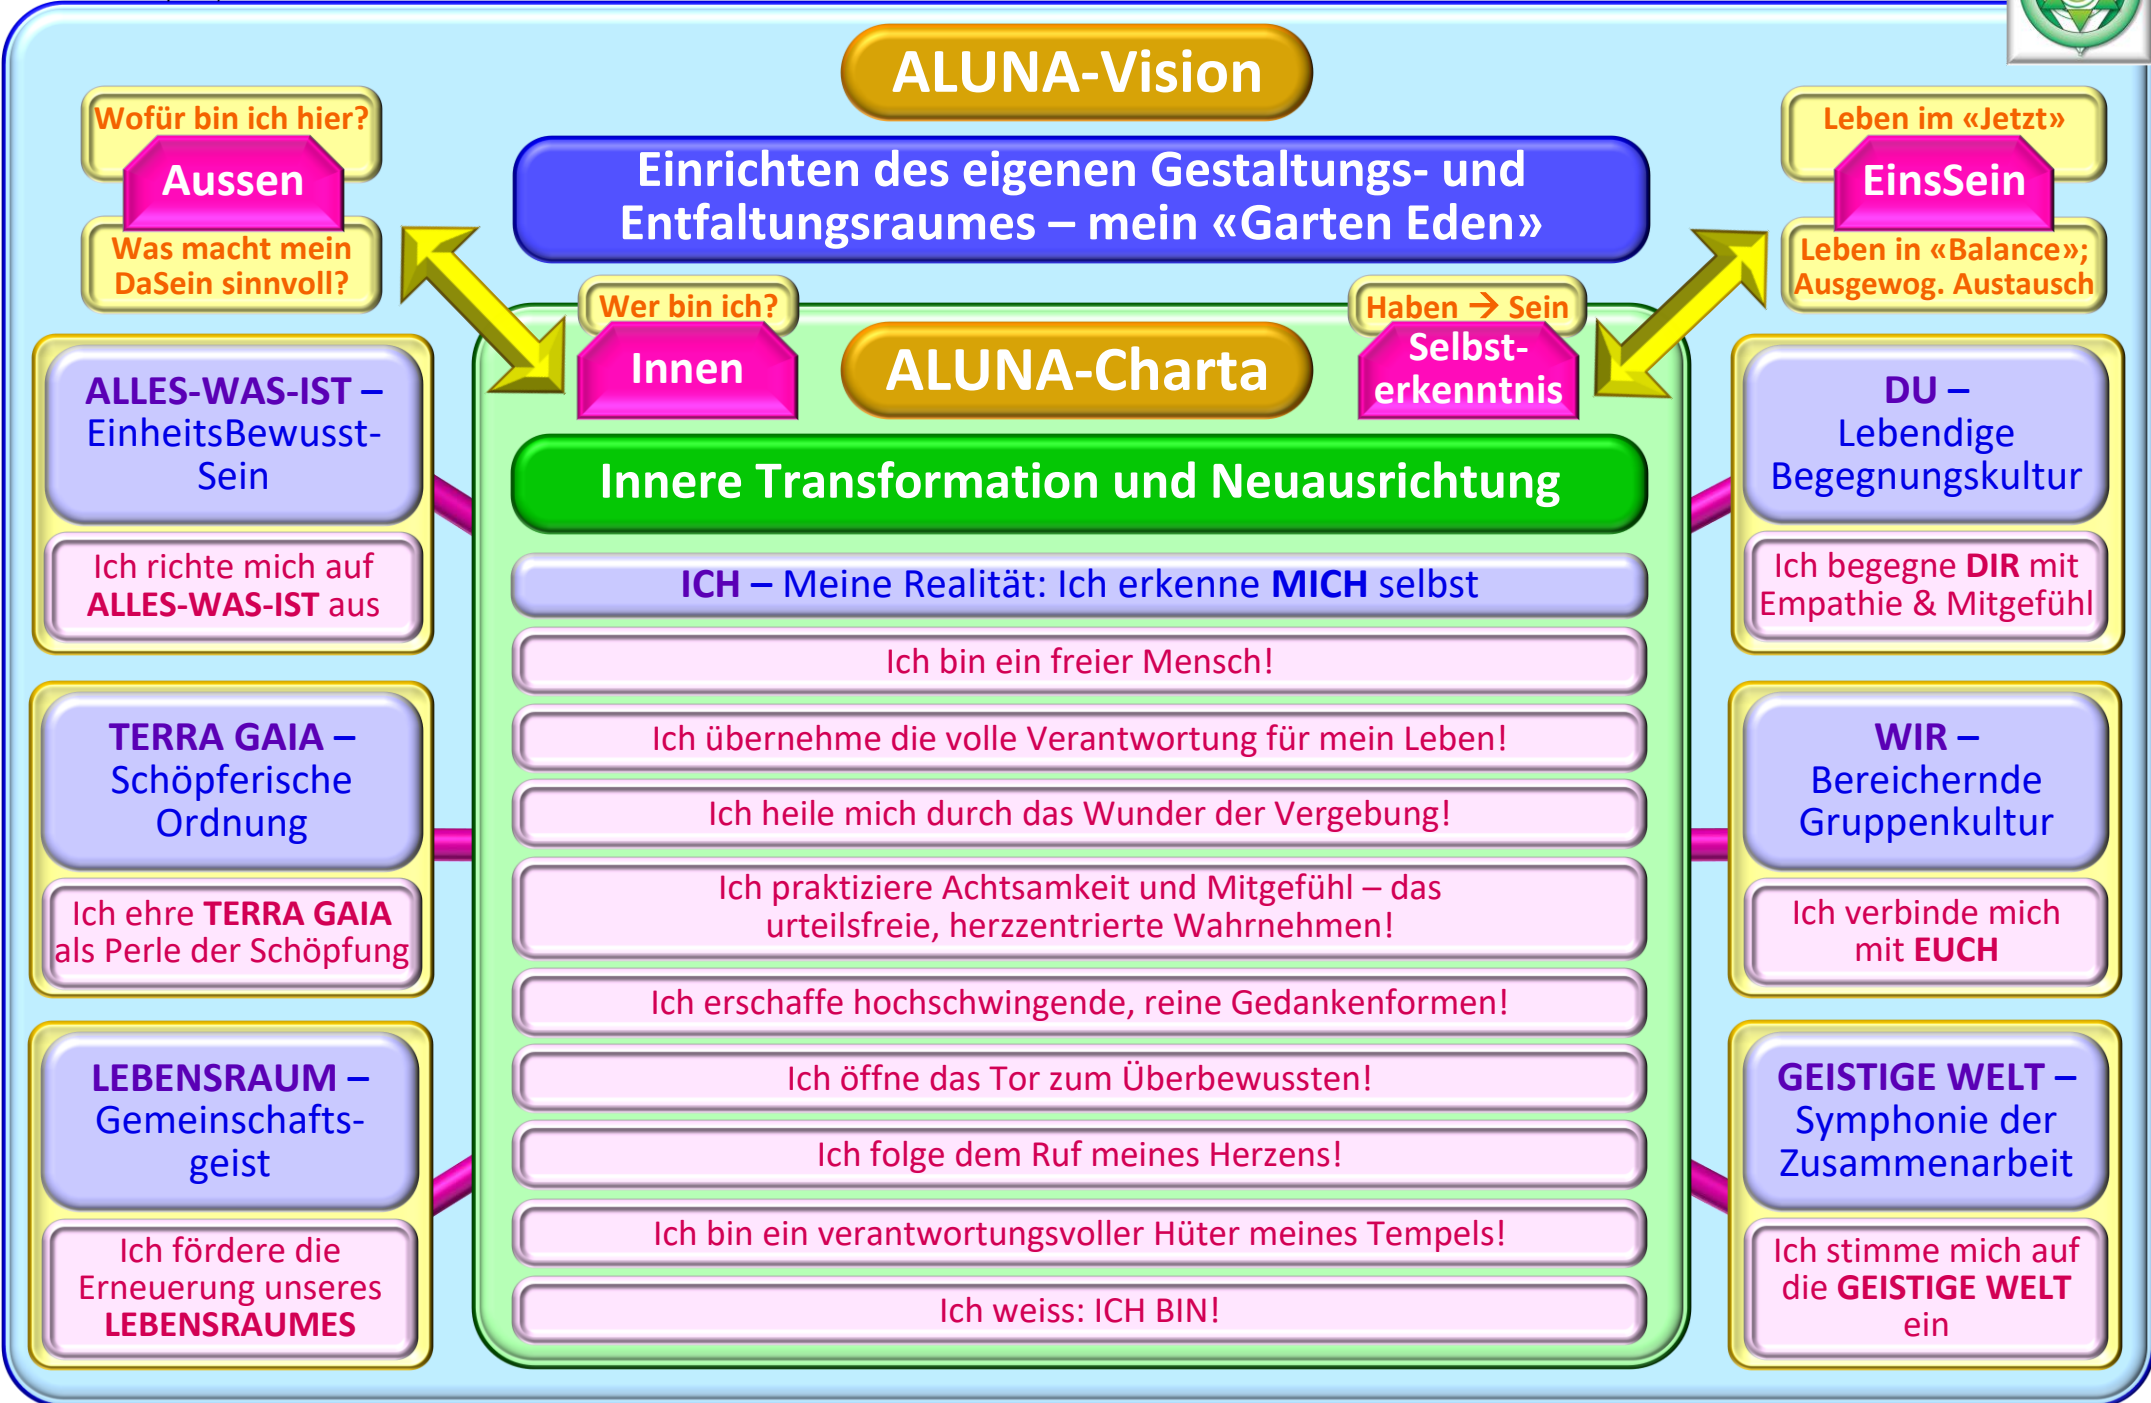 ALUNA-Vision
Wofür bin ich hier?
Aussen
Was macht mein
DaSein sinnvoll?
Einrichten des eigenen Gestaltungs- und
Entfaltungsraumes – mein «Garten Eden»
Leben im «Jetzt»
EinsSein
Leben in «Balance»;
Ausgewog. Austausch
Wer bin ich?
Innen
ALUNA-Charta
Haben → Sein
Selbst-
erkenntnis
Innere Transformation und Neuausrichtung
ICH – Meine Realität: Ich erkenne MICH selbst
Ich bin ein freier Mensch!
Ich übernehme die volle Verantwortung für mein Leben!
Ich heile mich durch das Wunder der Vergebung!
Ich praktiziere Achtsamkeit und Mitgefühl – das
urteilsfreie, herzzentrierte Wahrnehmen!
Ich erschaffe hochschwingende, reine Gedankenformen!
Ich öffne das Tor zum Überbewussten!
Ich folge dem Ruf meines Herzens!
Ich bin ein verantwortungsvoller Hüter meines Tempels!
Ich weiss: ICH BIN!
ALLES-WAS-IST –
EinheitsBewusst-
Sein
Ich richte mich auf
ALLES-WAS-IST aus
TERRA GAIA –
Schöpferische
Ordnung
Ich ehre TERRA GAIA
als Perle der Schöpfung
LEBENSRAUM –
Gemeinschafts-
geist
Ich fördere die
Erneuerung unseres
LEBENSRAUMES
DU –
Lebendige
Begegnungskultur
Ich begegne DIR mit
Empathie & Mitgefühl
WIR –
Bereichernde
Gruppenkultur
Ich verbinde mich
mit EUCH
GEISTIGE WELT –
Symphonie der
Zusammenarbeit
Ich stimme mich auf
die GEISTIGE WELT
ein